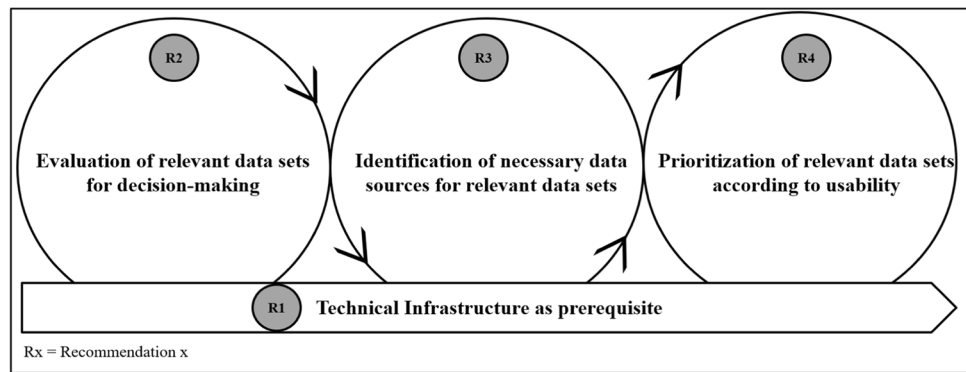 R2
Evaluation of relevant data sets
for decision-making
R3
Identification of necessary data
sources for relevant data sets
R4
Prioritization of relevant data sets
according to usability
R1
Technical Infrastructure as prerequisite
Rx = Recommendation x